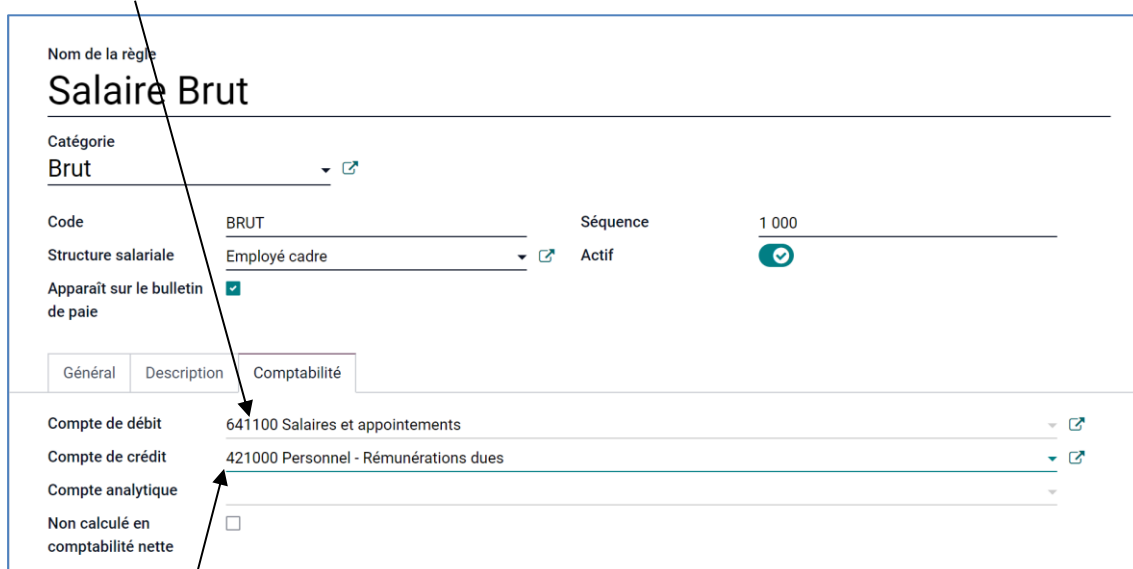 Nom de la règle
Salaire Brut
Catégorie
Brut
Code BRUT Séquence 1 000
Structure salariale Employé cadre Actif
Apparaît sur le bulletin
de paie
Général Description Comptabilité
Compte de débit 641100 Salaires et appointements
Compte de crédit 421000 Personnel - Rémunérations dues
Compte analytique
Non calculé en
comptabilité nette